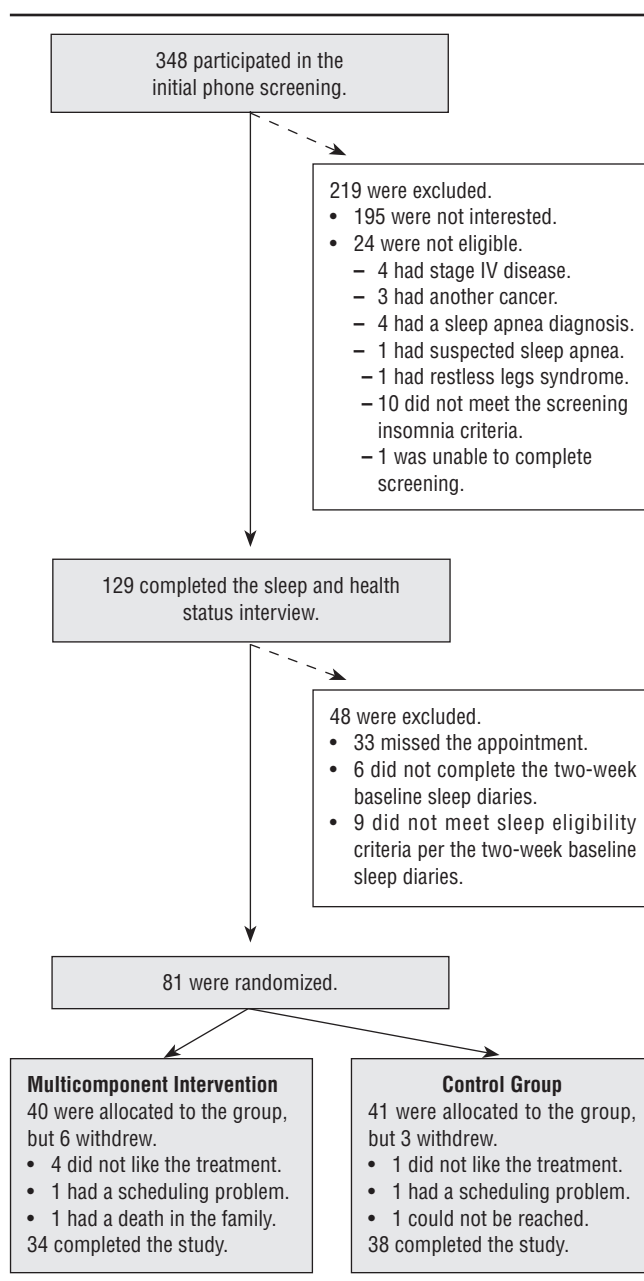 348 participated in the
initial phone screening.
219 were excluded.
• 195 were not interested.
• 24 were not eligible.
– 4 had stage IV disease.
– 3 had another cancer.
– 4 had a sleep apnea diagnosis.
– 1 had suspected sleep apnea.
– 1 had restless legs syndrome.
– 10 did not meet the screening
insomnia criteria.
– 1 was unable to complete
screening.
129 completed the sleep and health
status interview.
48 were excluded.
• 33 missed the appointment.
• 6 did not complete the two-week
baseline sleep diaries.
• 9 did not meet sleep eligibility
criteria per the two-week baseline
sleep diaries.
81 were randomized.
Multicomponent Intervention
40 were allocated to the group,
but 6 withdrew.
• 4 did not like the treatment.
• 1 had a scheduling problem.
• 1 had a death in the family.
34 completed the study.
Control Group
41 were allocated to the group,
but 3 withdrew.
• 1 did not like the treatment.
• 1 had a scheduling problem.
• 1 could not be reached.
38 completed the study.